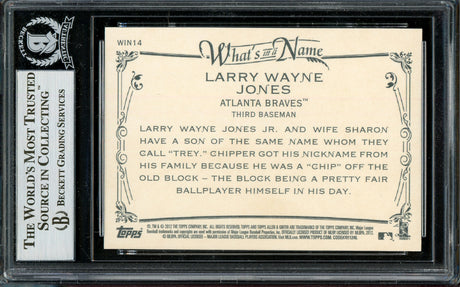 WIN14
What's in a Name
LARRY WAYNE
JONES
ATLANTA BRAVES™
THIRD BASEMAN
LARRY WAYNE JONES JR. AND WIFE SHARON
HAVE A SON OF THE SAME NAME WHOM THEY
CALL "TREY." CHIPPER GOT HIS NICKNAME FROM
HIS FAMILY BECAUSE HE WAS A "CHIP" OFF THE
OLD BLOCK – THE BLOCK BEING A PRETTY FAIR
BALLPLAYER HIMSELF IN HIS DAY.
Topps
THE WORLD'S MOST TRUSTED
SOURCE IN COLLECTING™
BECKETT GRADING SERVICES